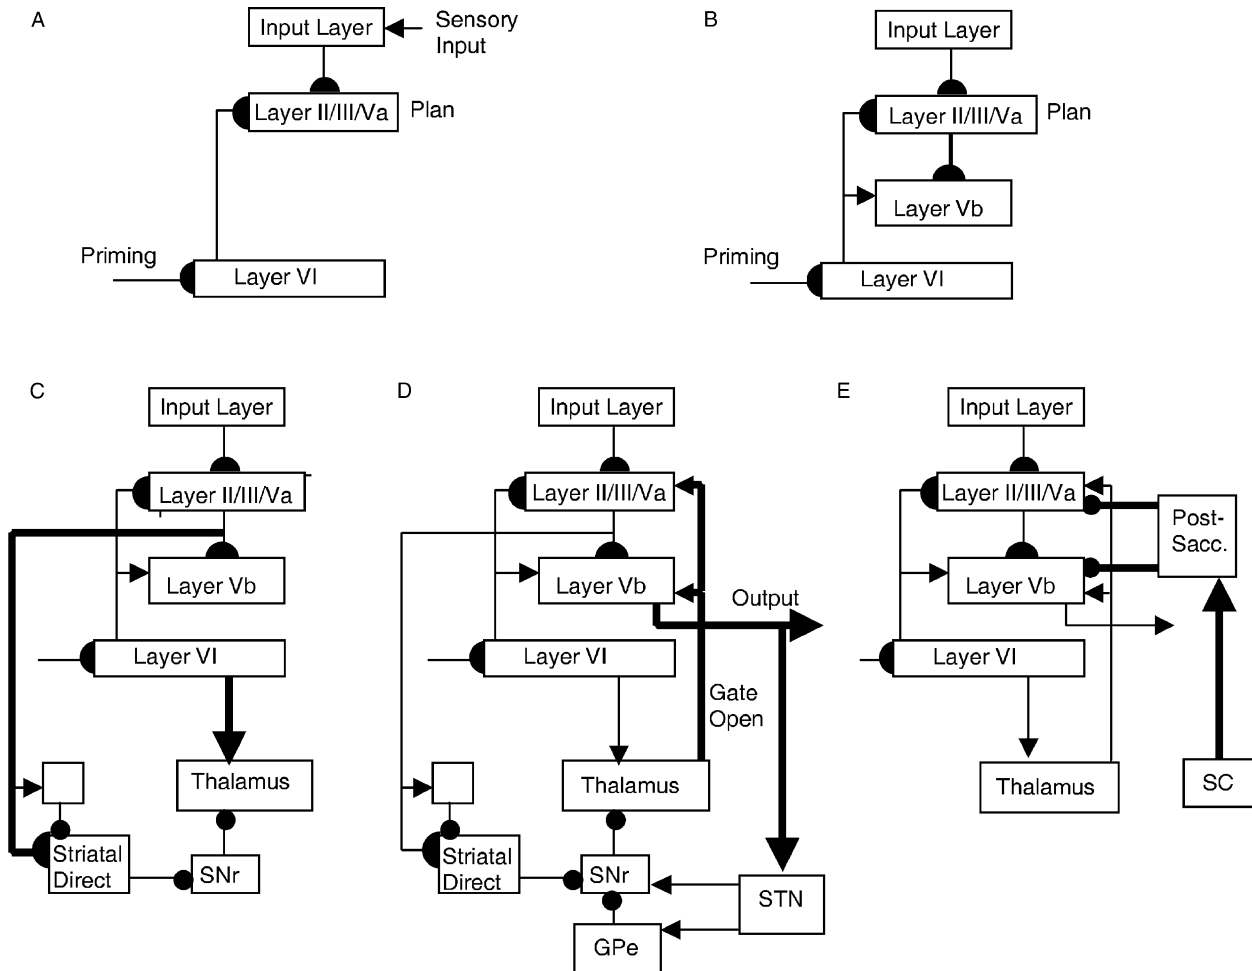 A
Input Layer
Sensory
Input
Layer II/III/Va
Plan
Priming
Layer VI
B
Input Layer
Layer II/III/Va
Plan
Layer Vb
Priming
Layer VI
C
Input Layer
Layer II/III/Va
Layer Vb
Layer VI
Thalamus
Striatal
Direct
SNr
D
Input Layer
Layer II/III/Va
Layer Vb
Output
Layer VI
Gate
Open
Thalamus
Striatal
Direct
SNr
STN
GPe
E
Input Layer
Layer II/III/Va
Post-
Sacc.
Layer Vb
Layer VI
Thalamus
SC